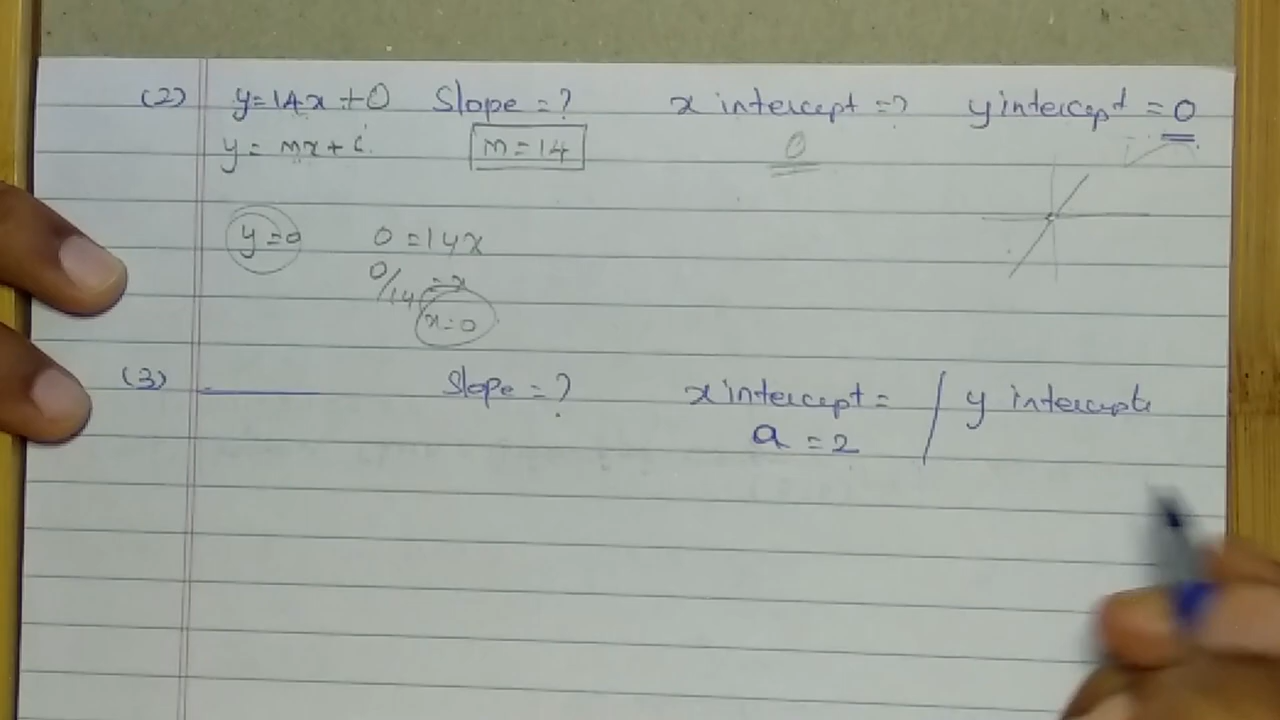 (2) y=14x+0 Slope=? x intercept=? y intercept=0
y=mx+c m=14 0
y=0 0=14x
0/14=x
x=0
(3) Slope=? x intercept= y intercept
a=2